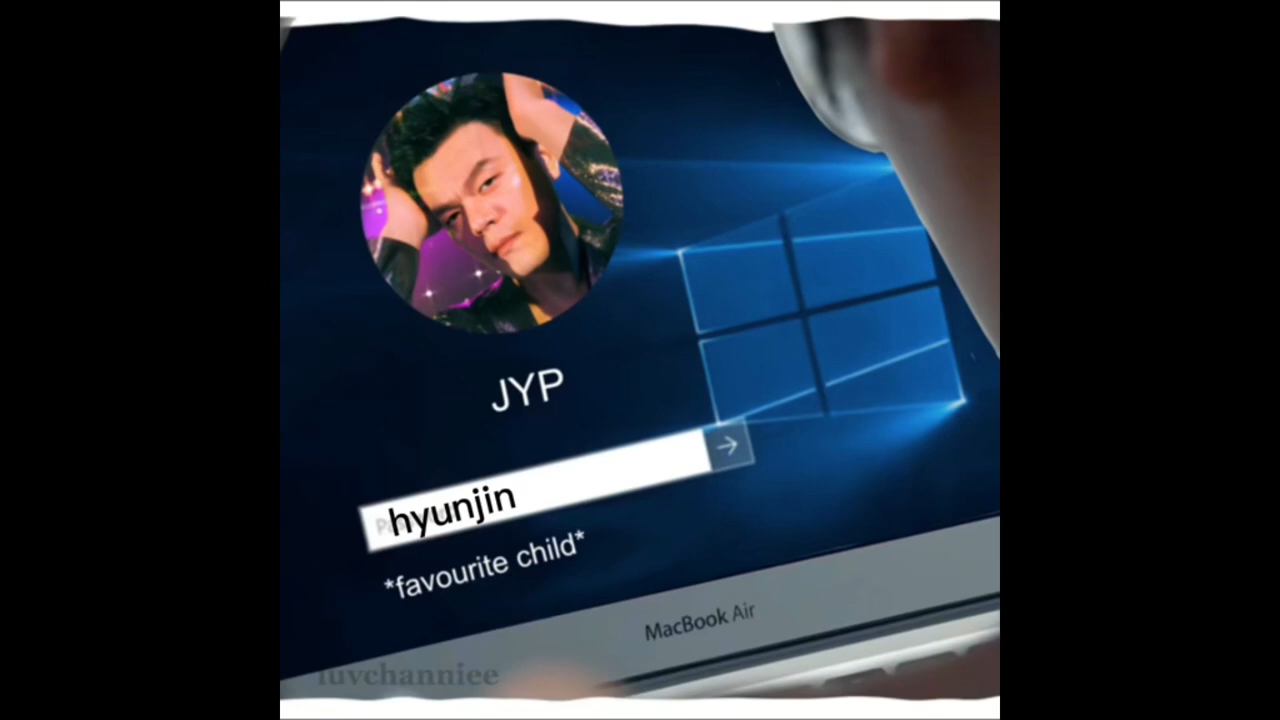 JYP
hyunjin
*favourite child*
MacBook Air
luvchanniee